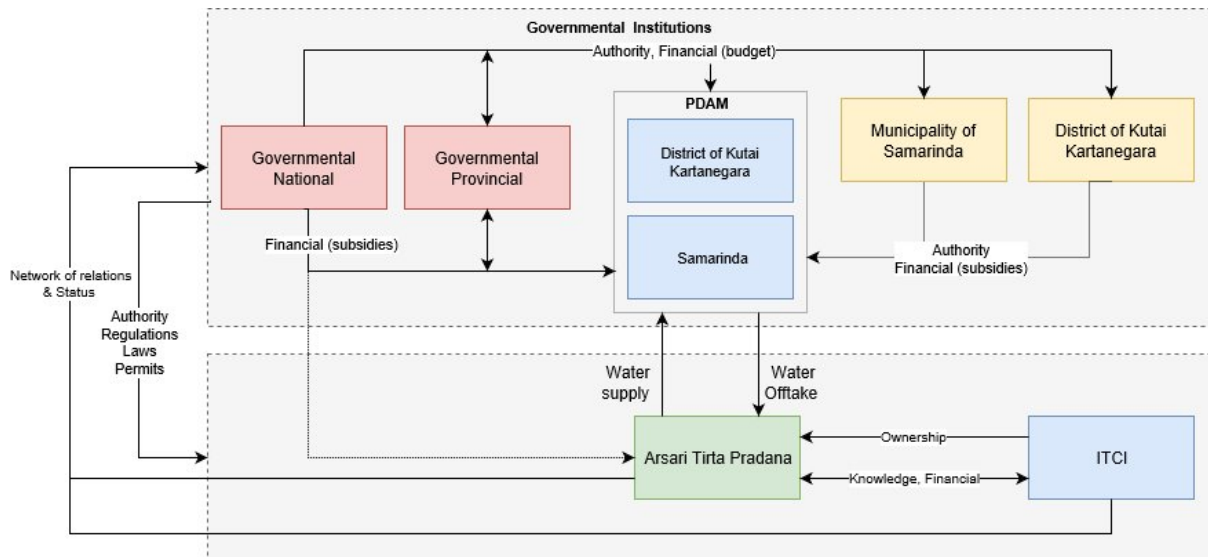 Governmental Institutions
Authority, Financial (budget)
PDAM
Governmental
National
Governmental
Provincial
District of Kutai
Kartanegara
Municipality of
Samarinda
District of Kutai
Kartanegara
Financial (subsidies)
Samarinda
Authority
Financial (subsidies)
Network of relations
& Status
Authority
Regulations
Laws
Permits
Water
supply
Water
Offtake
Arsari Tirta Pradana
Ownership
Knowledge, Financial
ITCI